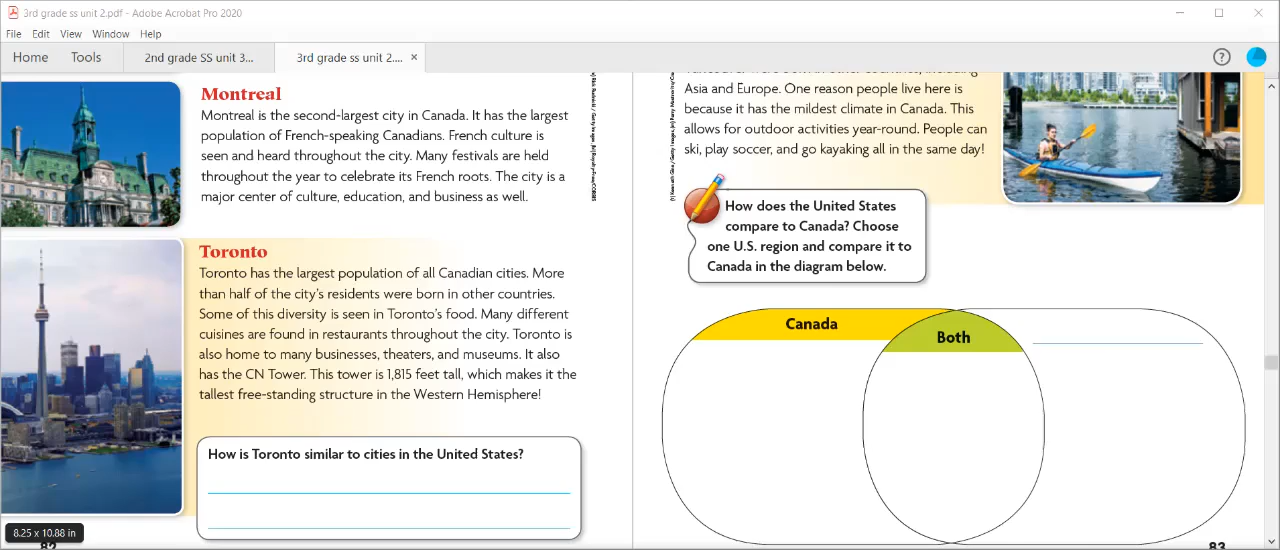 3rd grade ss unit 2.pdf - Adobe Acrobat Pro 2020
File Edit View Window Help
Home Tools 2nd grade SS unit 3... 3rd grade ss unit 2.... ×
Montreal
Montreal is the second-largest city in Canada. It has the largest
population of French-speaking Canadians. French culture is
seen and heard throughout the city. Many festivals are held
throughout the year to celebrate its French roots. The city is a
major center of culture, education, and business as well.
Toronto
Toronto has the largest population of all Canadian cities. More
than half of the city's residents were born in other countries.
Some of this diversity is seen in Toronto's food. Many different
cuisines are found in restaurants throughout the city. Toronto is
also home to many businesses, theaters, and museums. It also
has the CN Tower. This tower is 1,815 feet tall, which makes it the
tallest free-standing structure in the Western Hemisphere!
How is Toronto similar to cities in the United States?
8.25 x 10.88 in
82
Asia and Europe. One reason people live here is
because it has the mildest climate in Canada. This
allows for outdoor activities year-round. People can
ski, play soccer, and go kayaking all in the same day!
How does the United States
compare to Canada? Choose
one U.S. region and compare it to
Canada in the diagram below.
Canada
Both
83